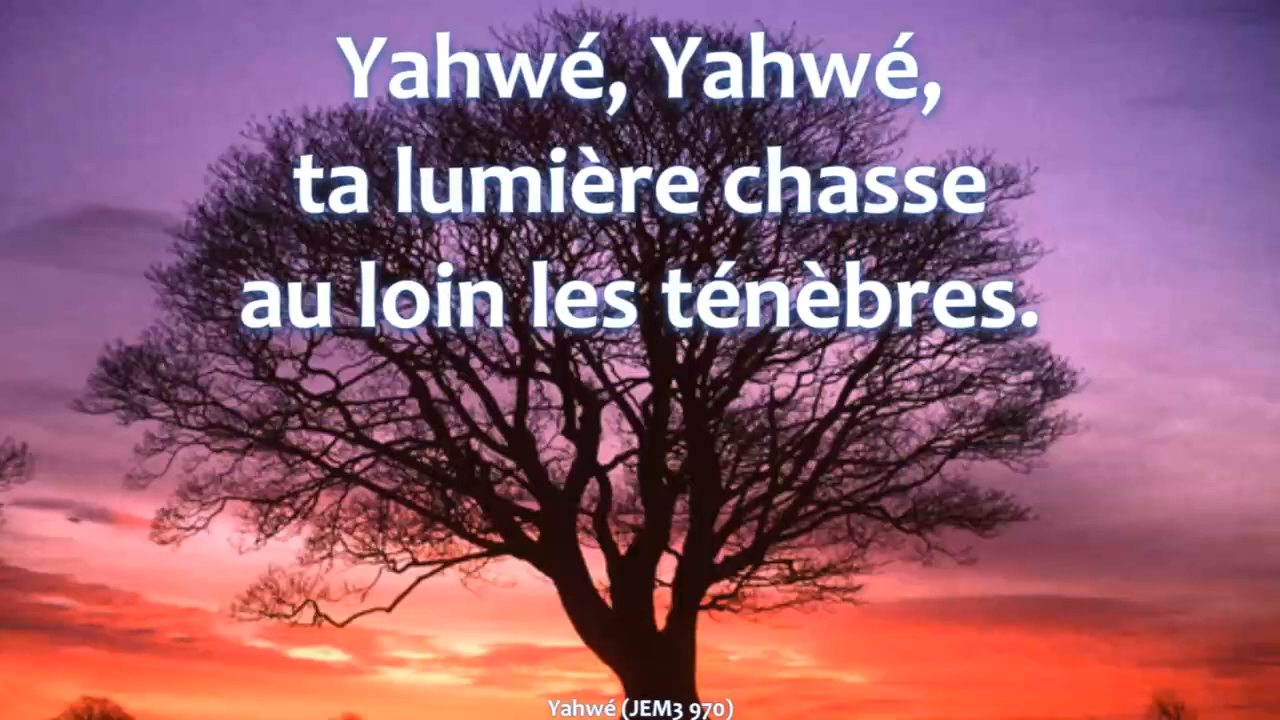 Yahwé, Yahwé,
ta lumière chasse
au loin les ténèbres.
Yahwé (JEM3 970)